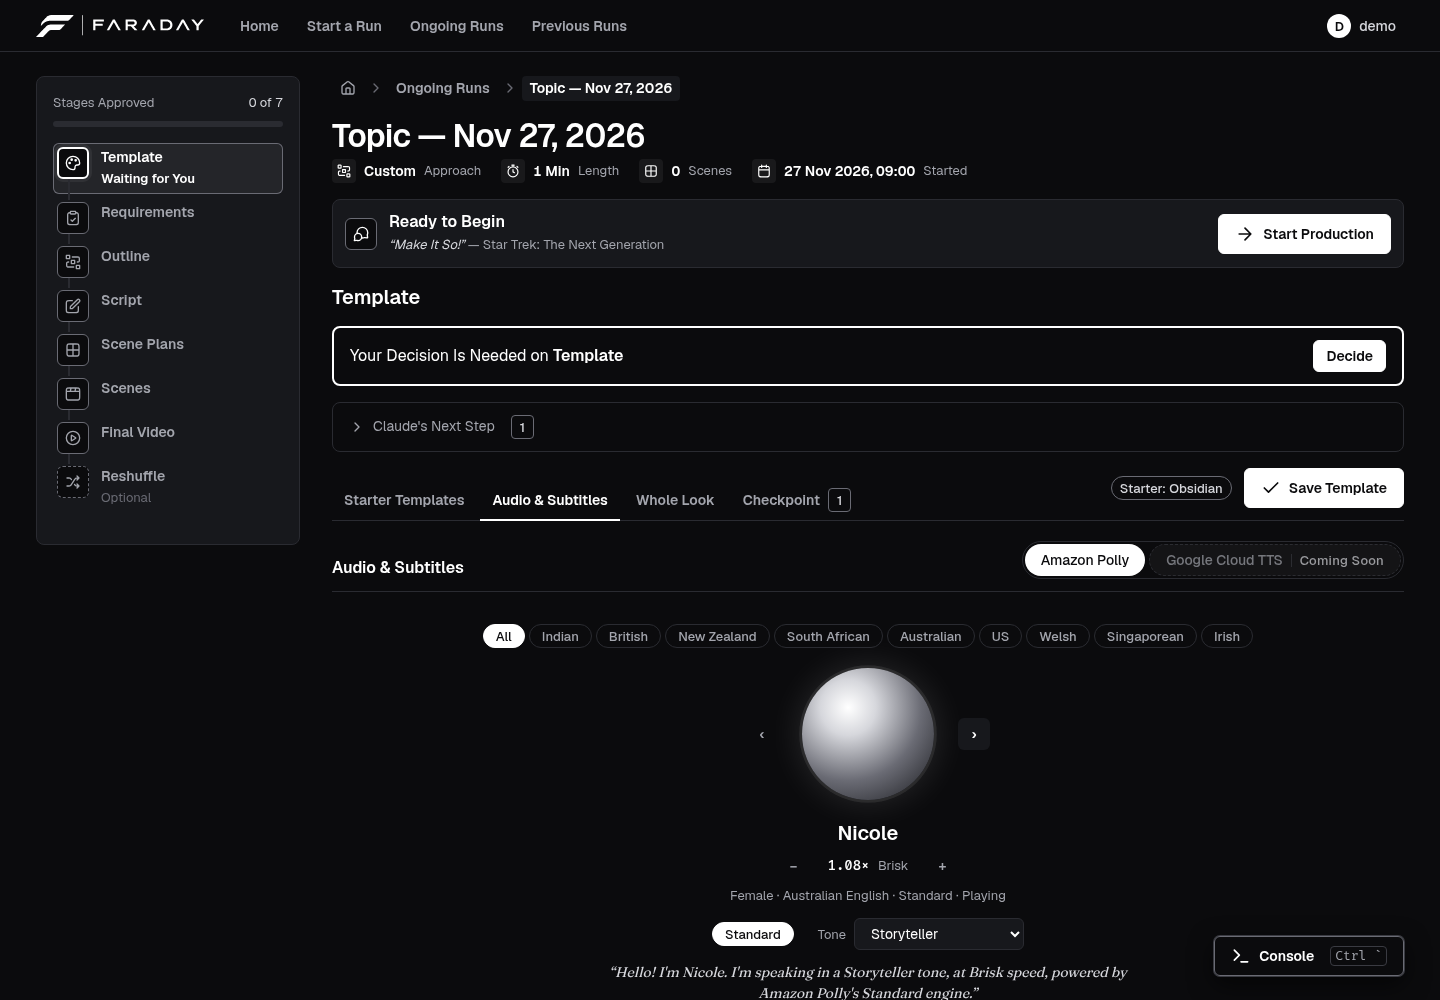 FARADAY
Home
Start a Run
Ongoing Runs
Previous Runs
D
demo
Stages Approved
0 of 7
Template
Waiting for You
Requirements
Outline
Script
Scene Plans
Scenes
Final Video
Reshuffle
Optional
Ongoing Runs
Topic — Nov 27, 2026
Topic — Nov 27, 2026
Custom Approach
1 Min Length
0 Scenes
27 Nov 2026, 09:00 Started
Ready to Begin
“Make It So!” — Star Trek: The Next Generation
Start Production
Template
Your Decision Is Needed on Template
Decide
Claude's Next Step 1
Starter Templates
Audio & Subtitles
Whole Look
Checkpoint 1
Starter: Obsidian
Save Template
Audio & Subtitles
Amazon Polly
Google Cloud TTS | Coming Soon
All
Indian
British
New Zealand
South African
Australian
US
Welsh
Singaporean
Irish
‹
›
Nicole
− 1.08× Brisk +
Female · Australian English · Standard · Playing
Standard
Tone
Storyteller
“Hello! I'm Nicole. I'm speaking in a Storyteller tone, at Brisk speed, powered by
Amazon Polly's Standard engine.”
Console Ctrl `